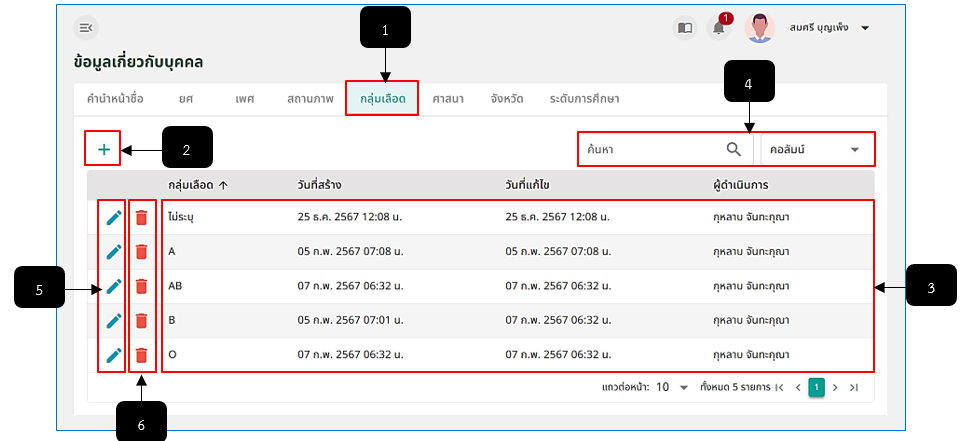 1
1
สมศรี บุญเพ็ง
ข้อมูลเกี่ยวกับบุคคล
4
คำนำหน้าชื่อ ยศ เพศ สถานภาพ กลุ่มเลือด ศาสนา จังหวัด ระดับการศึกษา
2
ค้นหา คอลัมน์
กลุ่มเลือด วันที่สร้าง วันที่แก้ไข ผู้ดำเนินการ
ไม่ระบุ 25 ธ.ค. 2567 12:08 น. 25 ธ.ค. 2567 12:08 น. กุหลาบ จันทะกุณา
A 05 ก.พ. 2567 07:08 น. 05 ก.พ. 2567 07:08 น. กุหลาบ จันทะกุณา
5 AB 07 ก.พ. 2567 06:32 น. 07 ก.พ. 2567 06:32 น. กุหลาบ จันทะกุณา 3
B 05 ก.พ. 2567 07:01 น. 07 ก.พ. 2567 06:32 น. กุหลาบ จันทะกุณา
O 07 ก.พ. 2567 06:32 น. 07 ก.พ. 2567 06:32 น. กุหลาบ จันทะกุณา
แถวต่อหน้า: 10 ทั้งหมด 5 รายการ 1
6